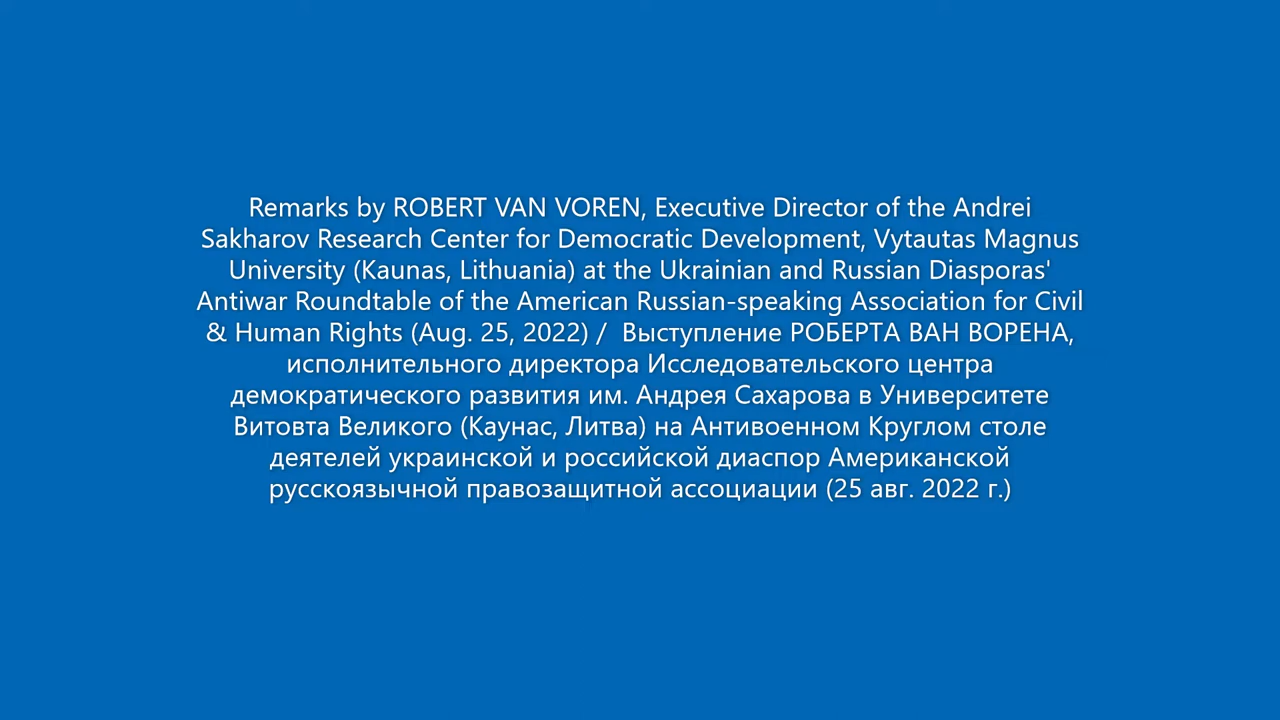 Remarks by ROBERT VAN VOREN, Executive Director of the Andrei
Sakharov Research Center for Democratic Development, Vytautas Magnus
University (Kaunas, Lithuania) at the Ukrainian and Russian Diasporas'
Antiwar Roundtable of the American Russian-speaking Association for Civil
& Human Rights (Aug. 25, 2022) /  Выступление РОБЕРТА ВАН ВОРЕНА,
исполнительного директора Исследовательского центра
демократического развития им. Андрея Сахарова в Университете
Витовта Великого (Каунас, Литва) на Антивоенном Круглом столе
деятелей украинской и российской диаспор Американской
русскоязычной правозащитной ассоциации (25 авг. 2022 г.)